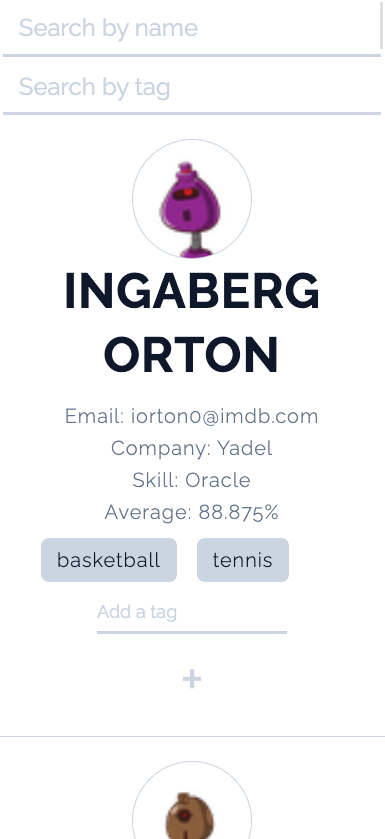 Search by name
Search by tag
INGABERG
ORTON
Email: iorton0@imdb.com
Company: Yadel
Skill: Oracle
Average: 88.875%
basketball tennis
Add a tag
+